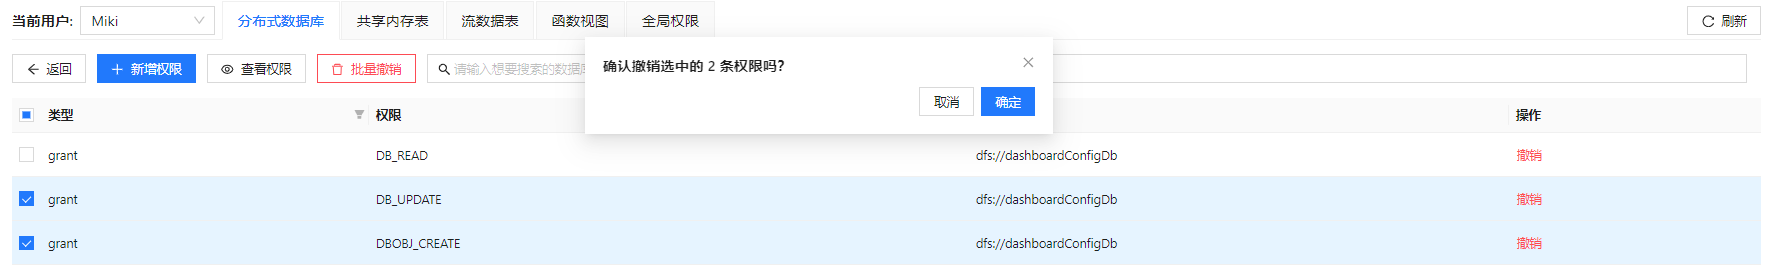 当前用户: Miki 分布式数据库 共享内存表 流数据表 函数视图 全局权限 刷新
返回 新增权限 查看权限 批量撤销 请输入想要搜索的数据库
确认撤销选中的 2 条权限吗?
取消 确定
类型 权限 操作
grant DB_READ dfs://dashboardConfigDb 撤销
grant DB_UPDATE dfs://dashboardConfigDb 撤销
grant DBOBJ_CREATE dfs://dashboardConfigDb 撤销